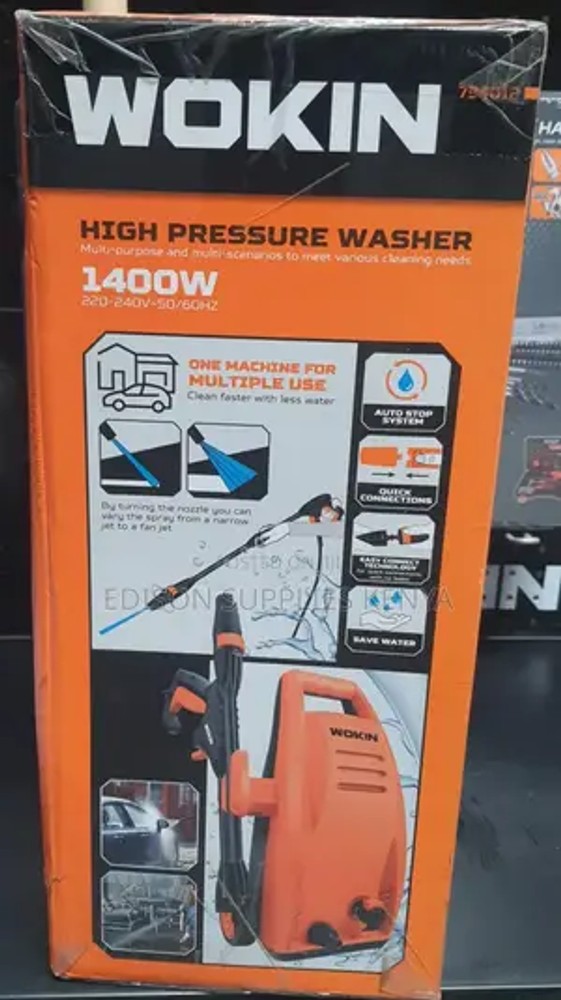 WOKIN
794012
HIGH PRESSURE WASHER
Multi-purpose and multi-scenarios to meet various cleaning needs
1400W
220-240V~50/60HZ
ONE MACHINE FOR
MULTIPLE USE
Clean faster with less water
AUTO STOP
SYSTEM
By turning the nozzle you can
vary the spray from a narrow
jet to a fan jet
QUICK
CONNECTIONS
EASY CONNECT
TECHNOLOGY
SAVE WATER
EDISON SUPPLIES KENYA
WOKIN
HA
IN